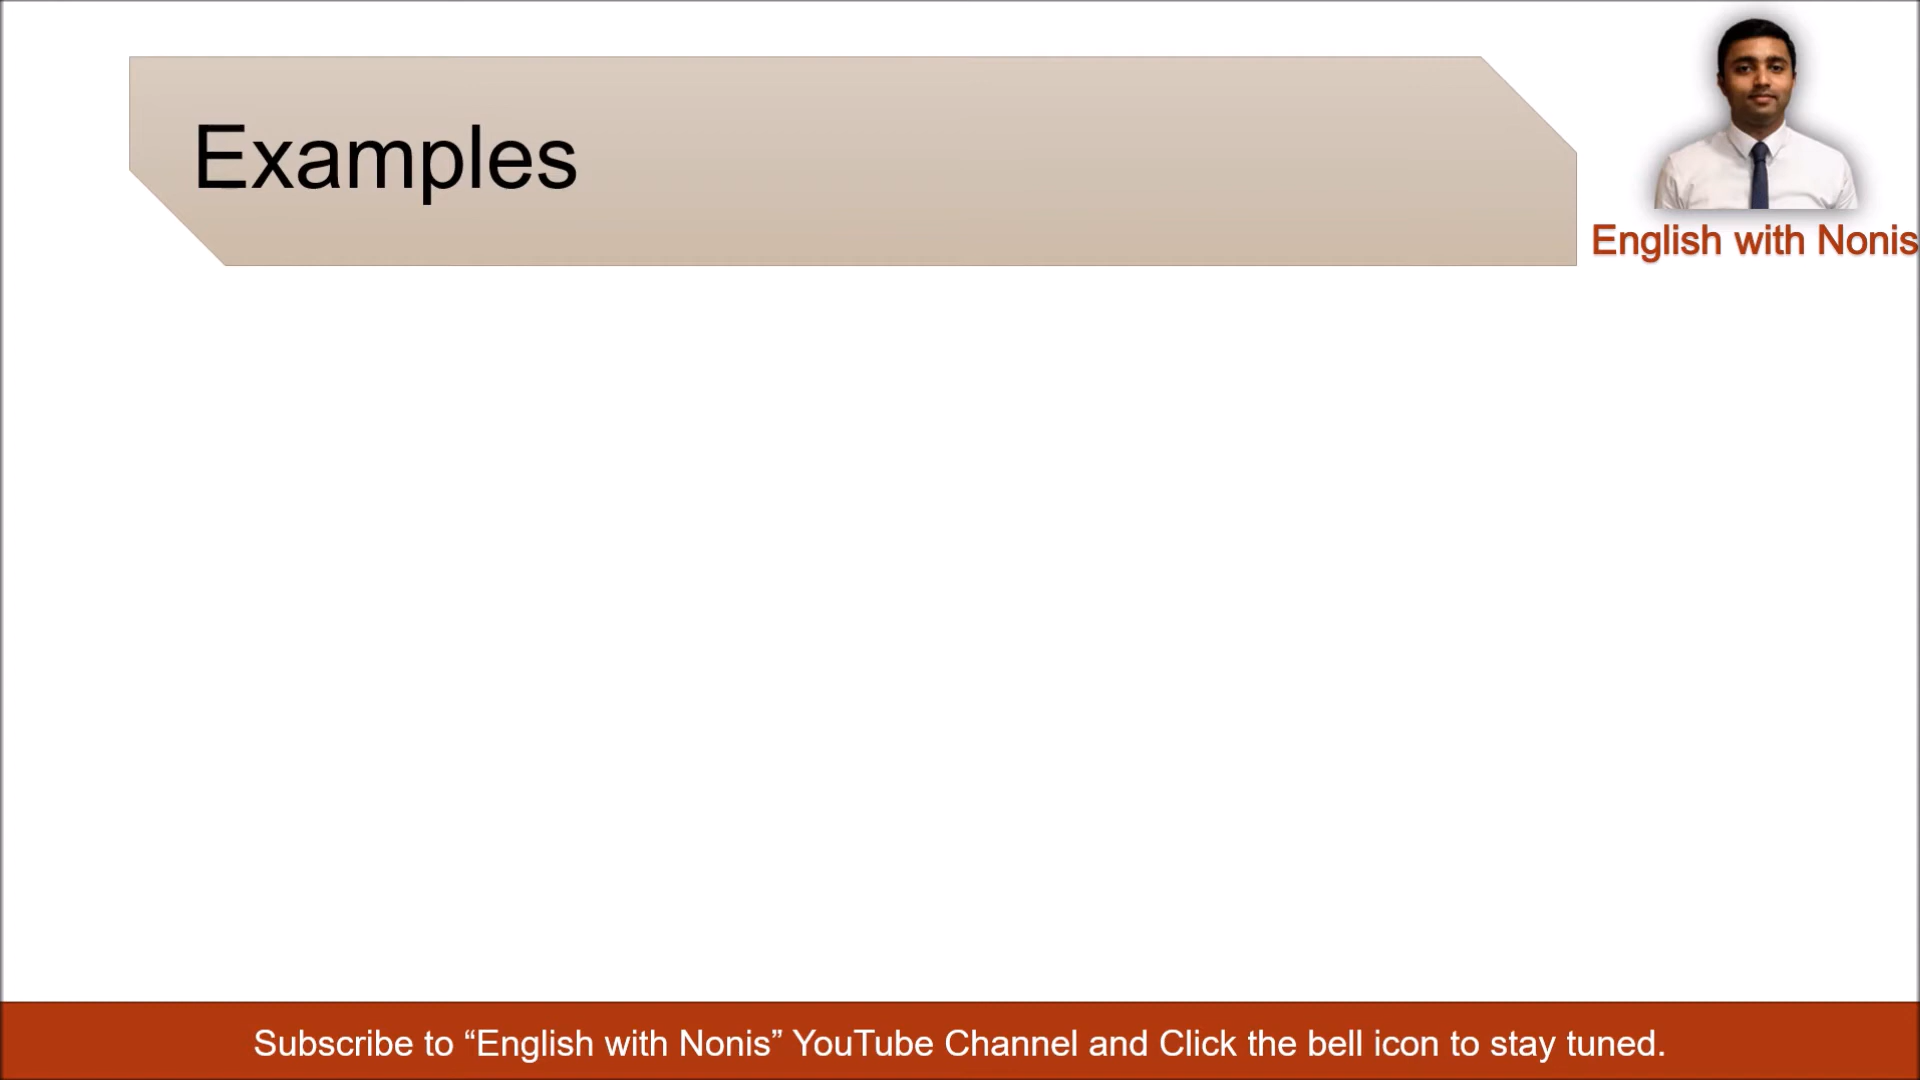 Examples
English with Nonis
Subscribe to “English with Nonis” YouTube Channel and Click the bell icon to stay tuned.